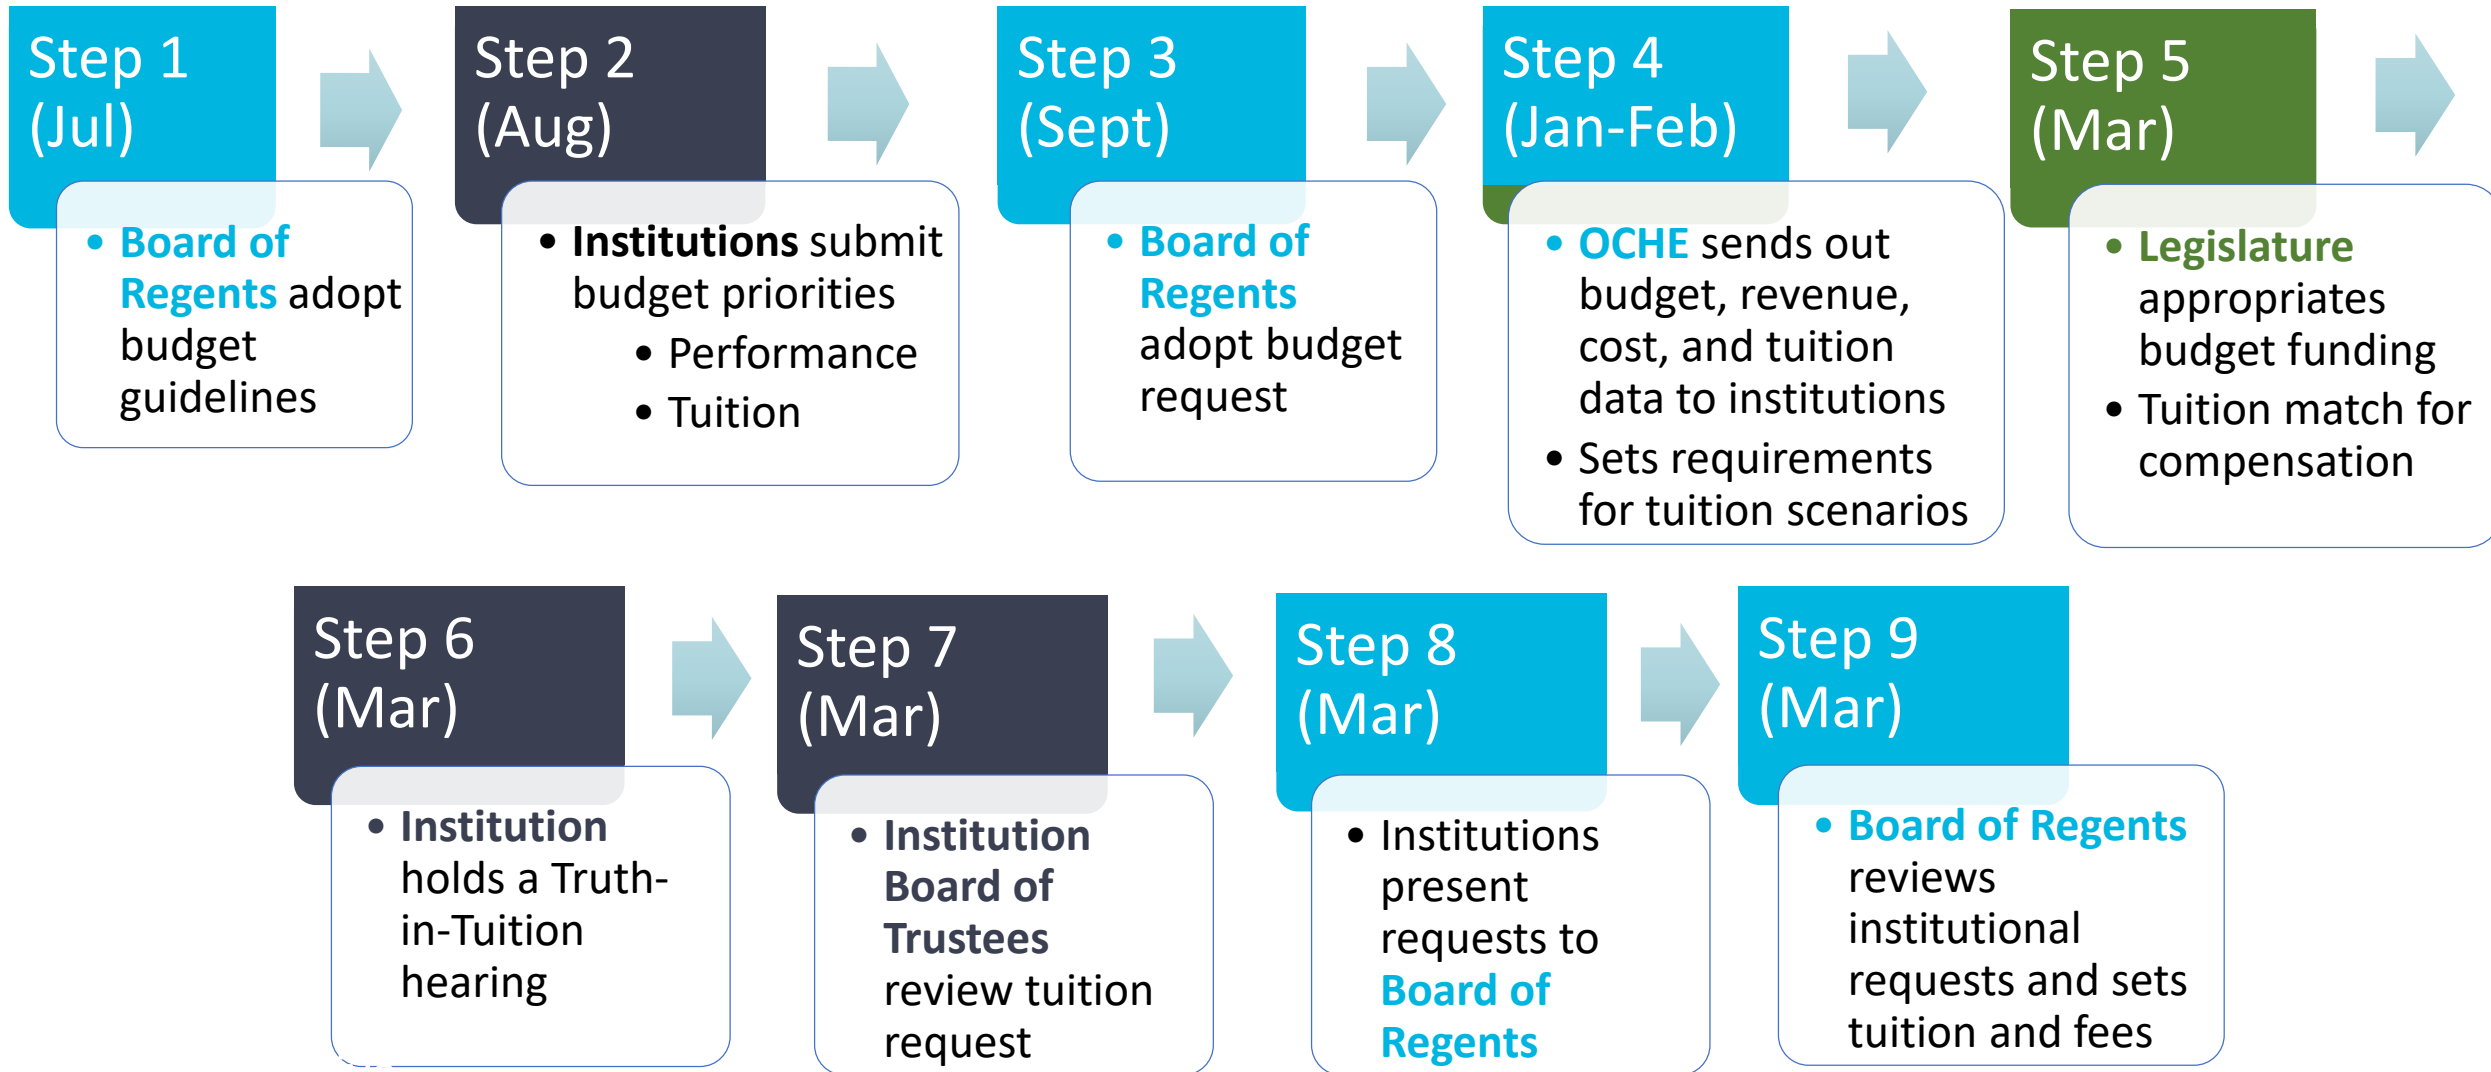 Step 1
(Jul)
• Board of
Regents adopt
budget
guidelines
Step 2
(Aug)
• Institutions submit
budget priorities
• Performance
• Tuition
Step 3
(Sept)
• Board of
Regents
adopt budget
request
Step 4
(Jan-Feb)
• OCHE sends out
budget, revenue,
cost, and tuition
data to institutions
• Sets requirements
for tuition scenarios
Step 5
(Mar)
• Legislature
appropriates
budget funding
• Tuition match for
compensation
Step 6
(Mar)
• Institution
holds a Truth-
in-Tuition
hearing
Step 7
(Mar)
• Institution
Board of
Trustees
review tuition
request
Step 8
(Mar)
• Institutions
present
requests to
Board of
Regents
Step 9
(Mar)
• Board of Regents
reviews
institutional
requests and sets
tuition and fees